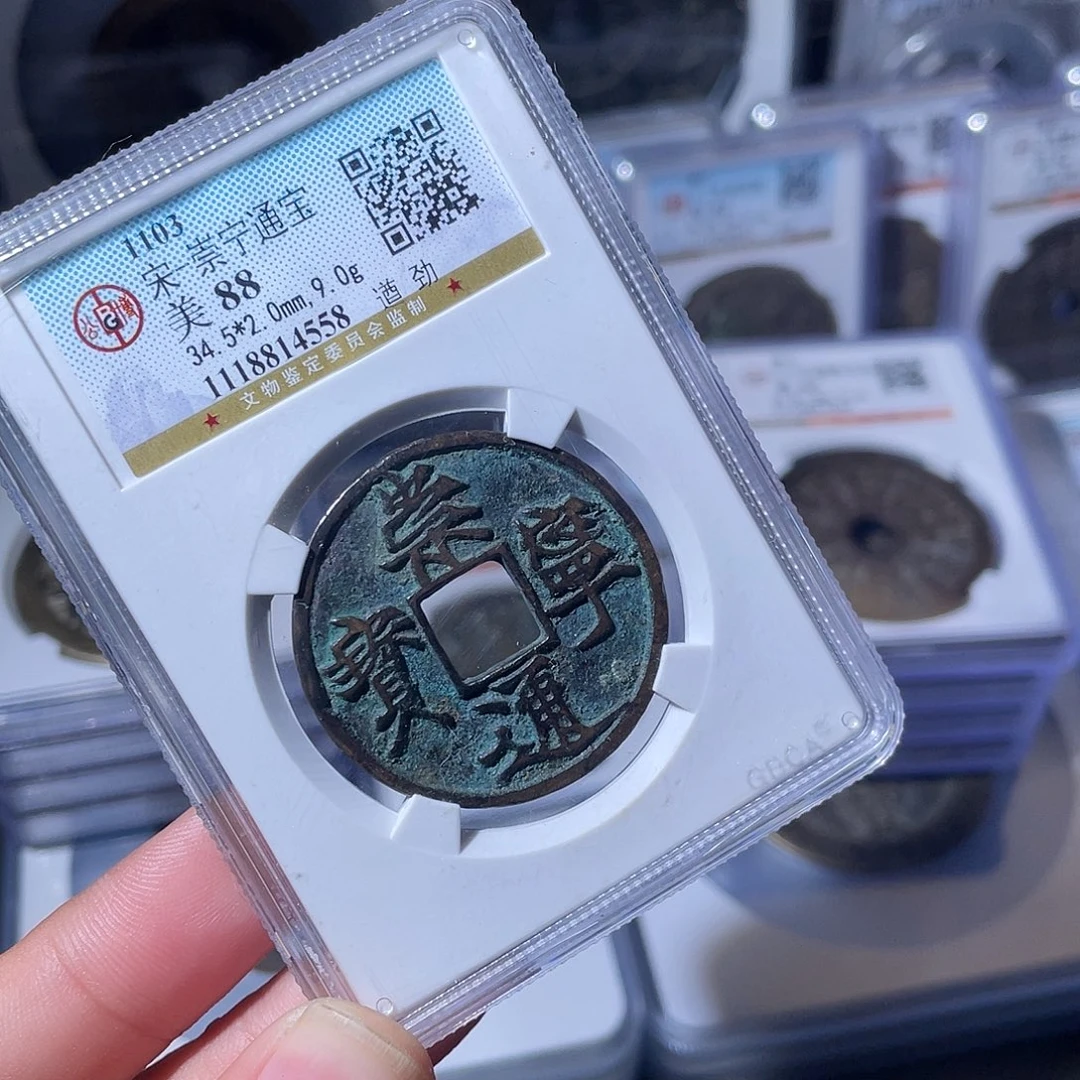 1103
宋·崇宁通宝
美 88
34.5*2.0mm,9.0g 遒劲
1118814558
★ 文物鉴定委员会监制 ★
崇寧通寶
GBCA